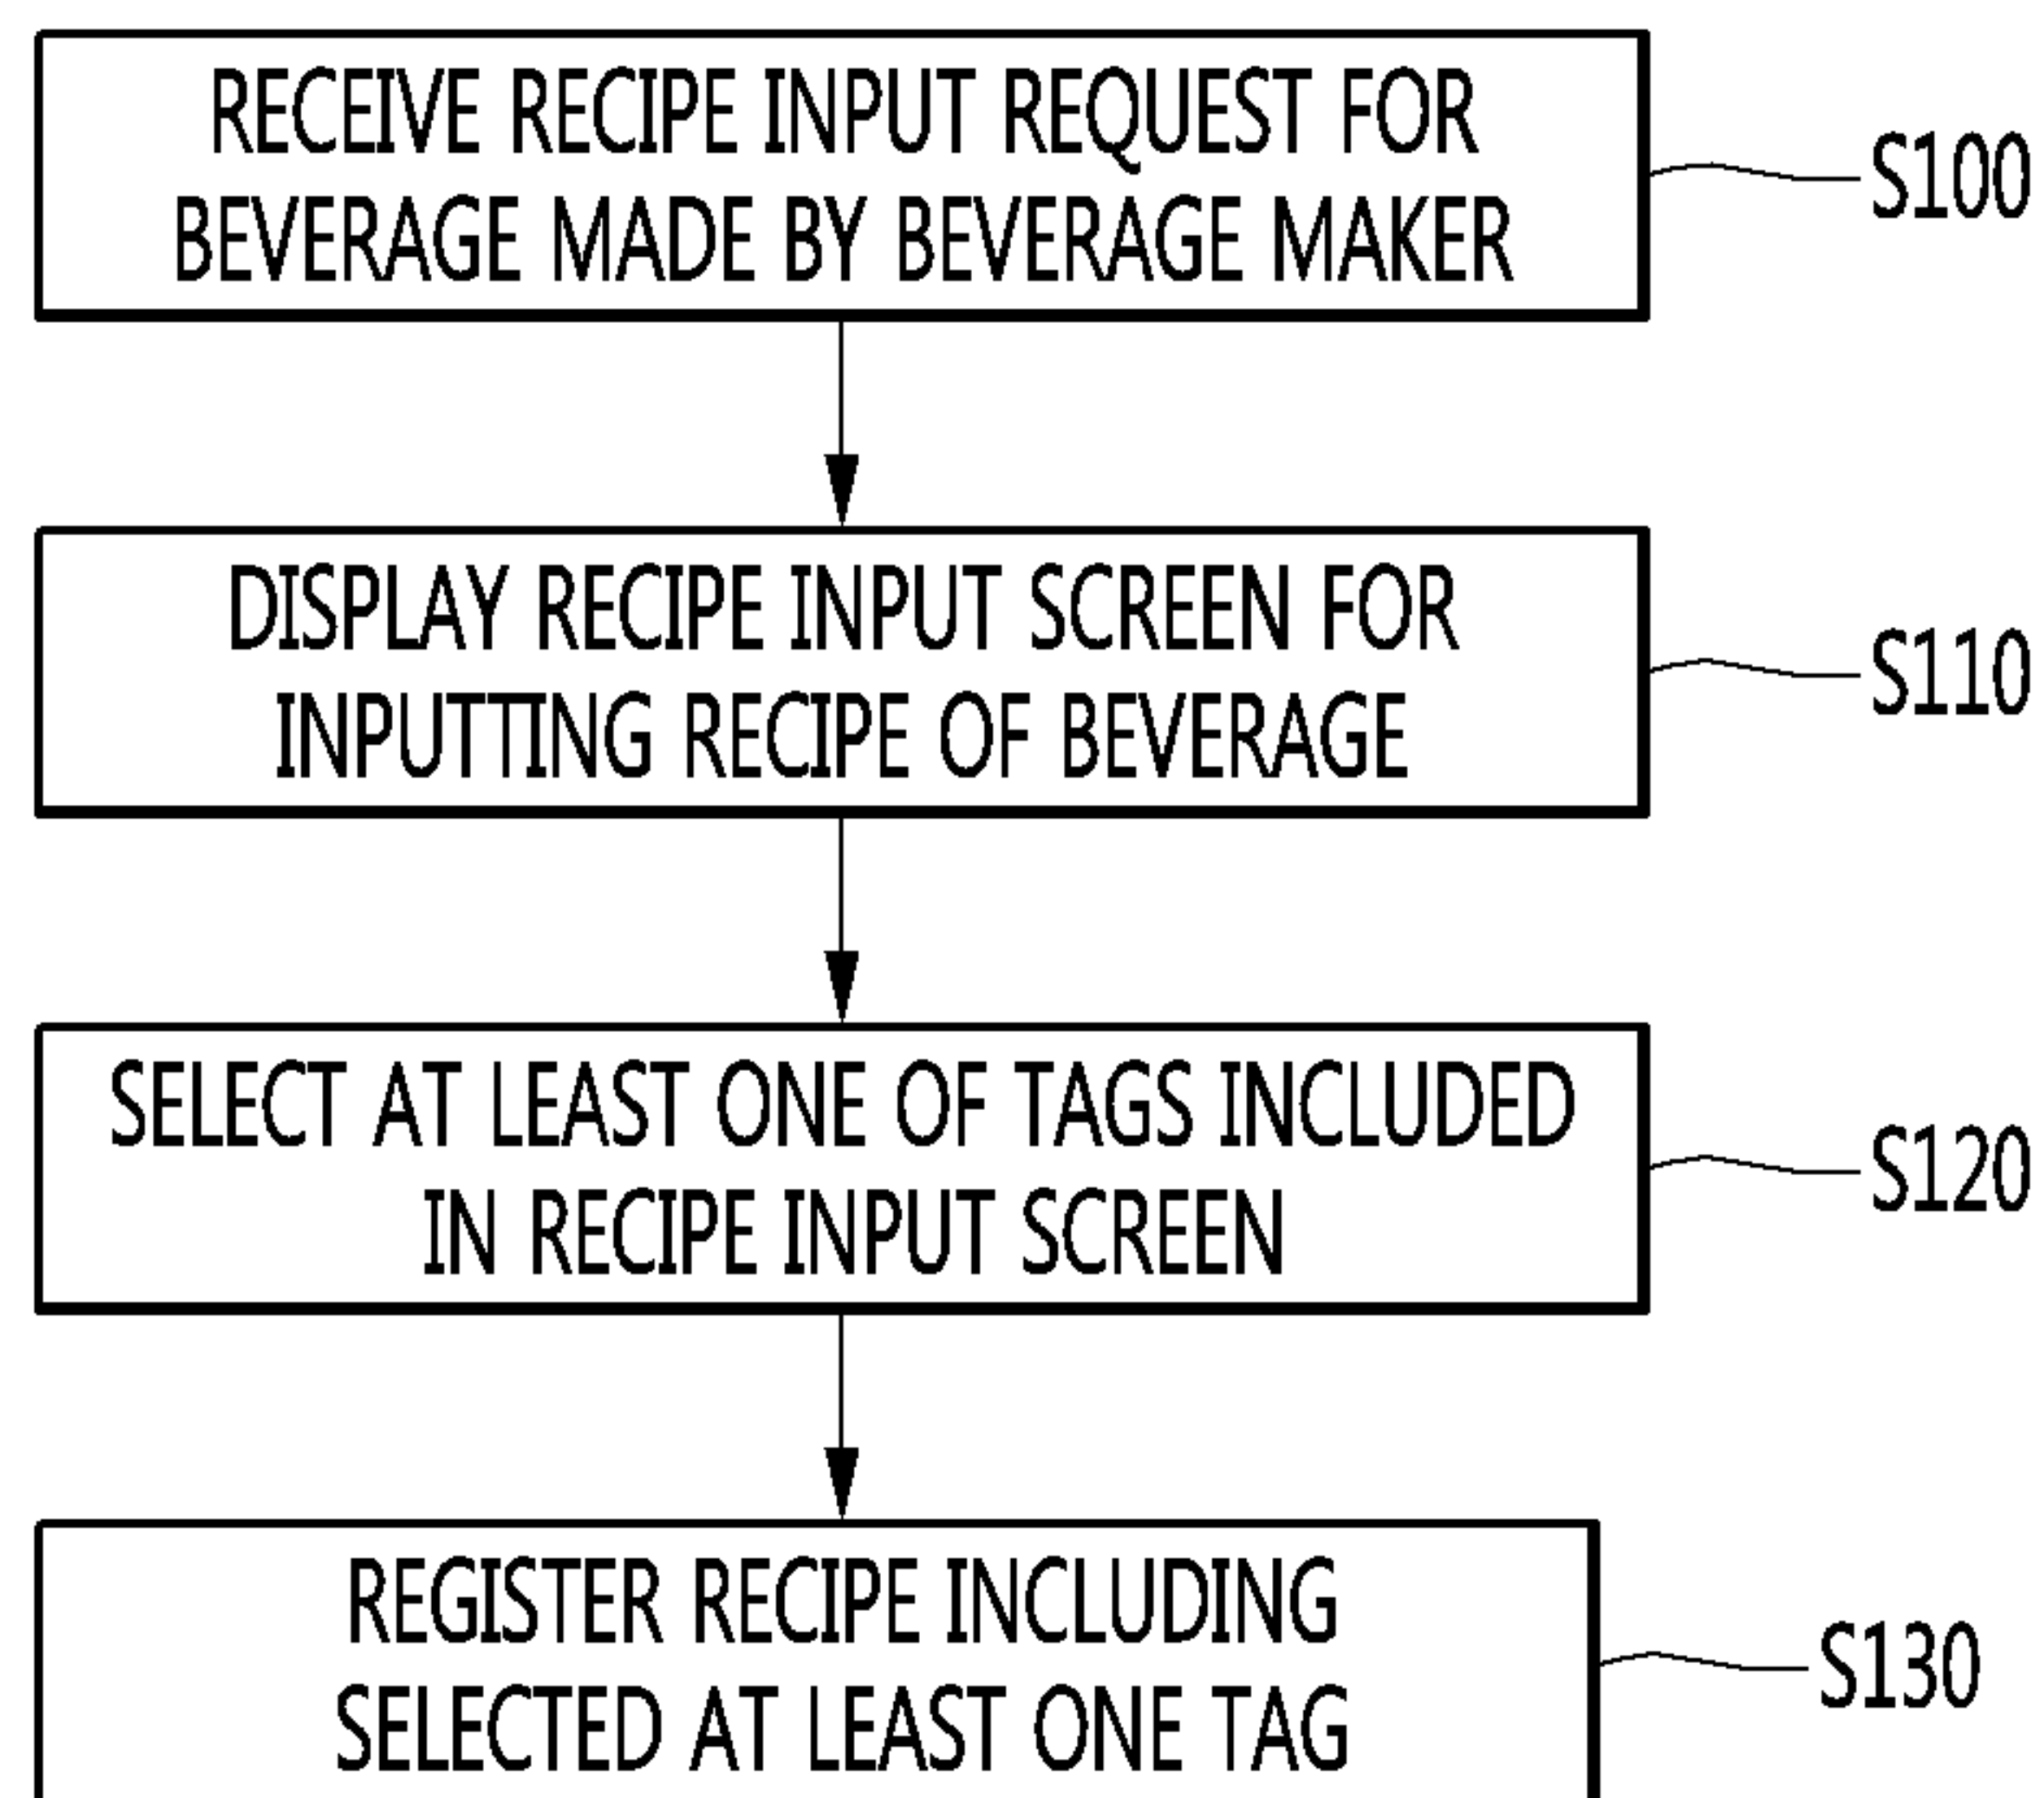 RECEIVE RECIPE INPUT REQUEST FOR
BEVERAGE MADE BY BEVERAGE MAKER
S100
DISPLAY RECIPE INPUT SCREEN FOR
INPUTTING RECIPE OF BEVERAGE
S110
SELECT AT LEAST ONE OF TAGS INCLUDED
IN RECIPE INPUT SCREEN
S120
REGISTER RECIPE INCLUDING
SELECTED AT LEAST ONE TAG
S130